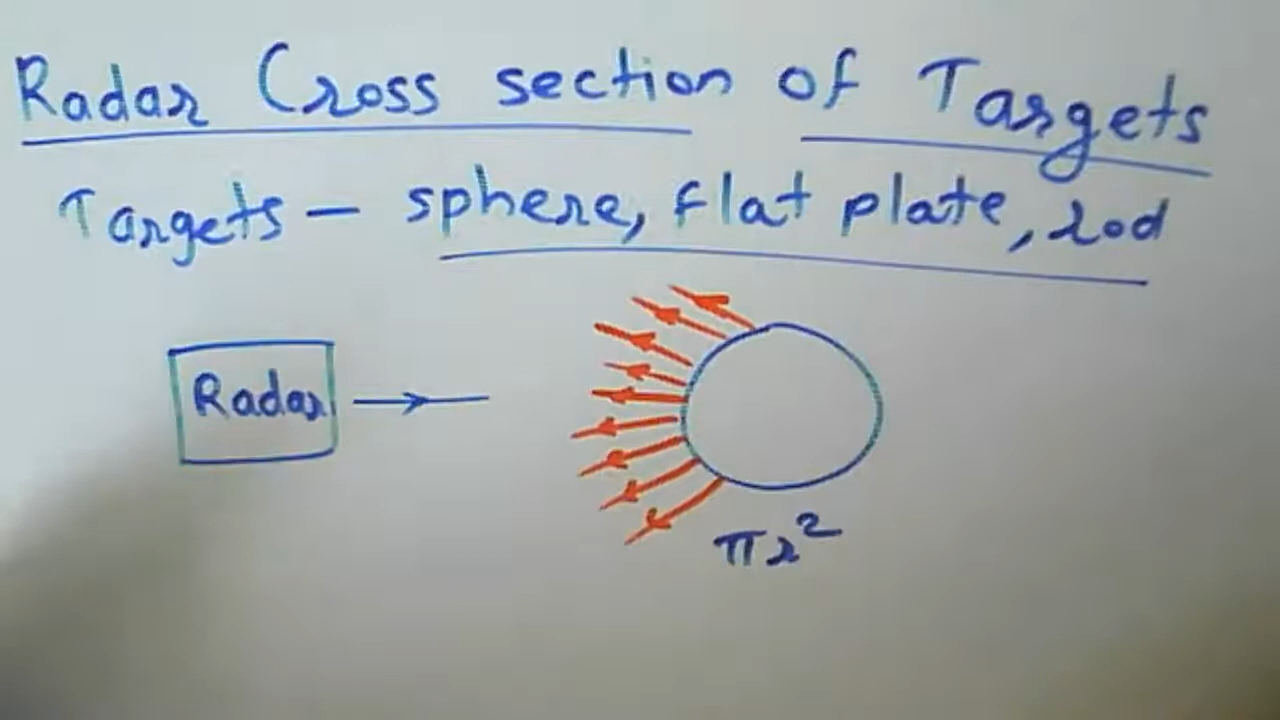 Radar Cross section of Targets
Targets - sphere, flat plate, rod
Radar
πr²